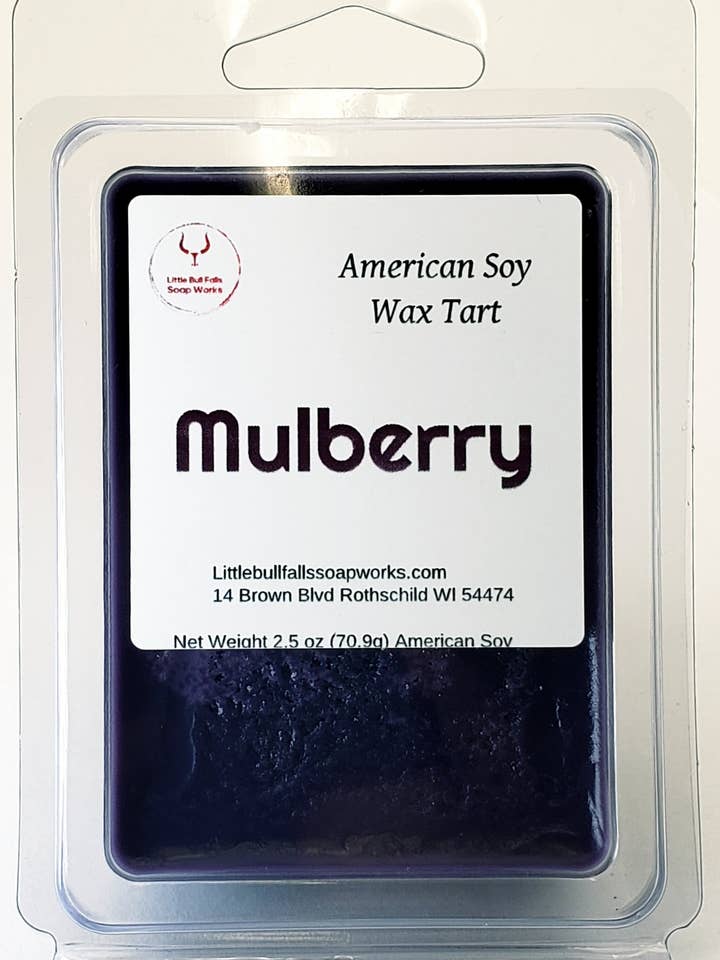 Little Bull Falls
Soap Works
American Soy
Wax Tart
Mulberry
Littlebullfallssoapworks.com
14 Brown Blvd Rothschild WI 54474
Net Weight 2.5 oz (70.9g) American Soy